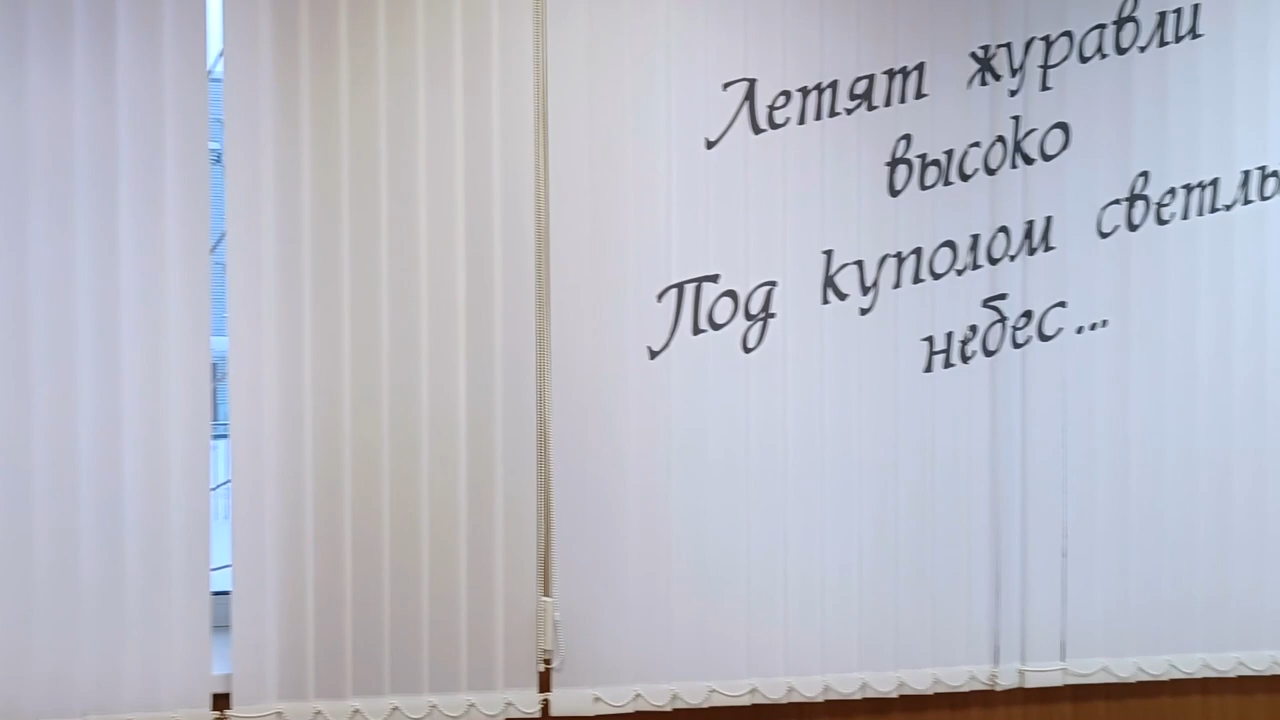 Летят журавли
высоко
Под куполом
небес...